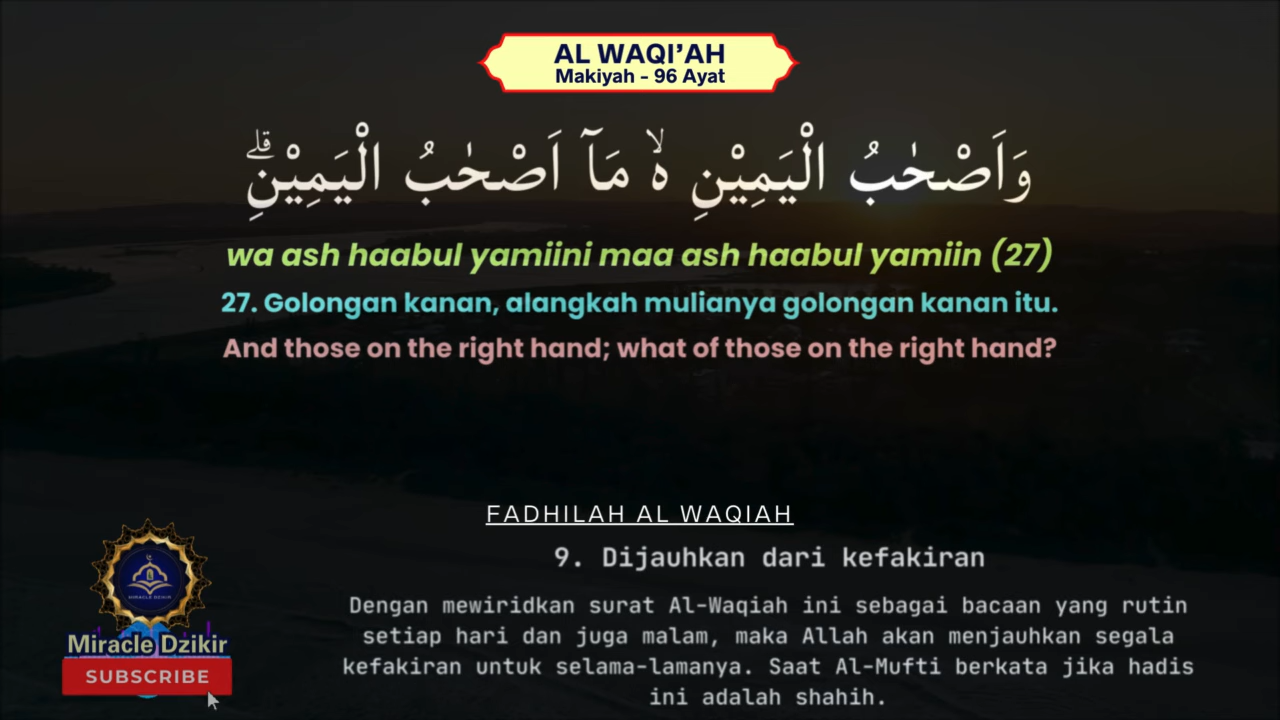 AL WAQI’AH
Makiyah - 96 Ayat
وَاَصْحٰبُ الْيَمِيْنِ ەۙ مَآ اَصْحٰبُ الْيَمِيْنِۗ
wa ash haabul yamiini maa ash haabul yamiin (27)
27. Golongan kanan, alangkah mulianya golongan kanan itu.
And those on the right hand; what of those on the right hand?
FADHILAH AL WAQIAH
9. Dijauhkan dari kefakiran
Dengan mewiridkan surat Al-Waqiah ini sebagai bacaan yang rutin
setiap hari dan juga malam, maka Allah akan menjauhkan segala
kefakiran untuk selama-lamanya. Saat Al-Mufti berkata jika hadis
ini adalah shahih.
MIRACLE DZIKIR
Miracle Dzikir
SUBSCRIBE